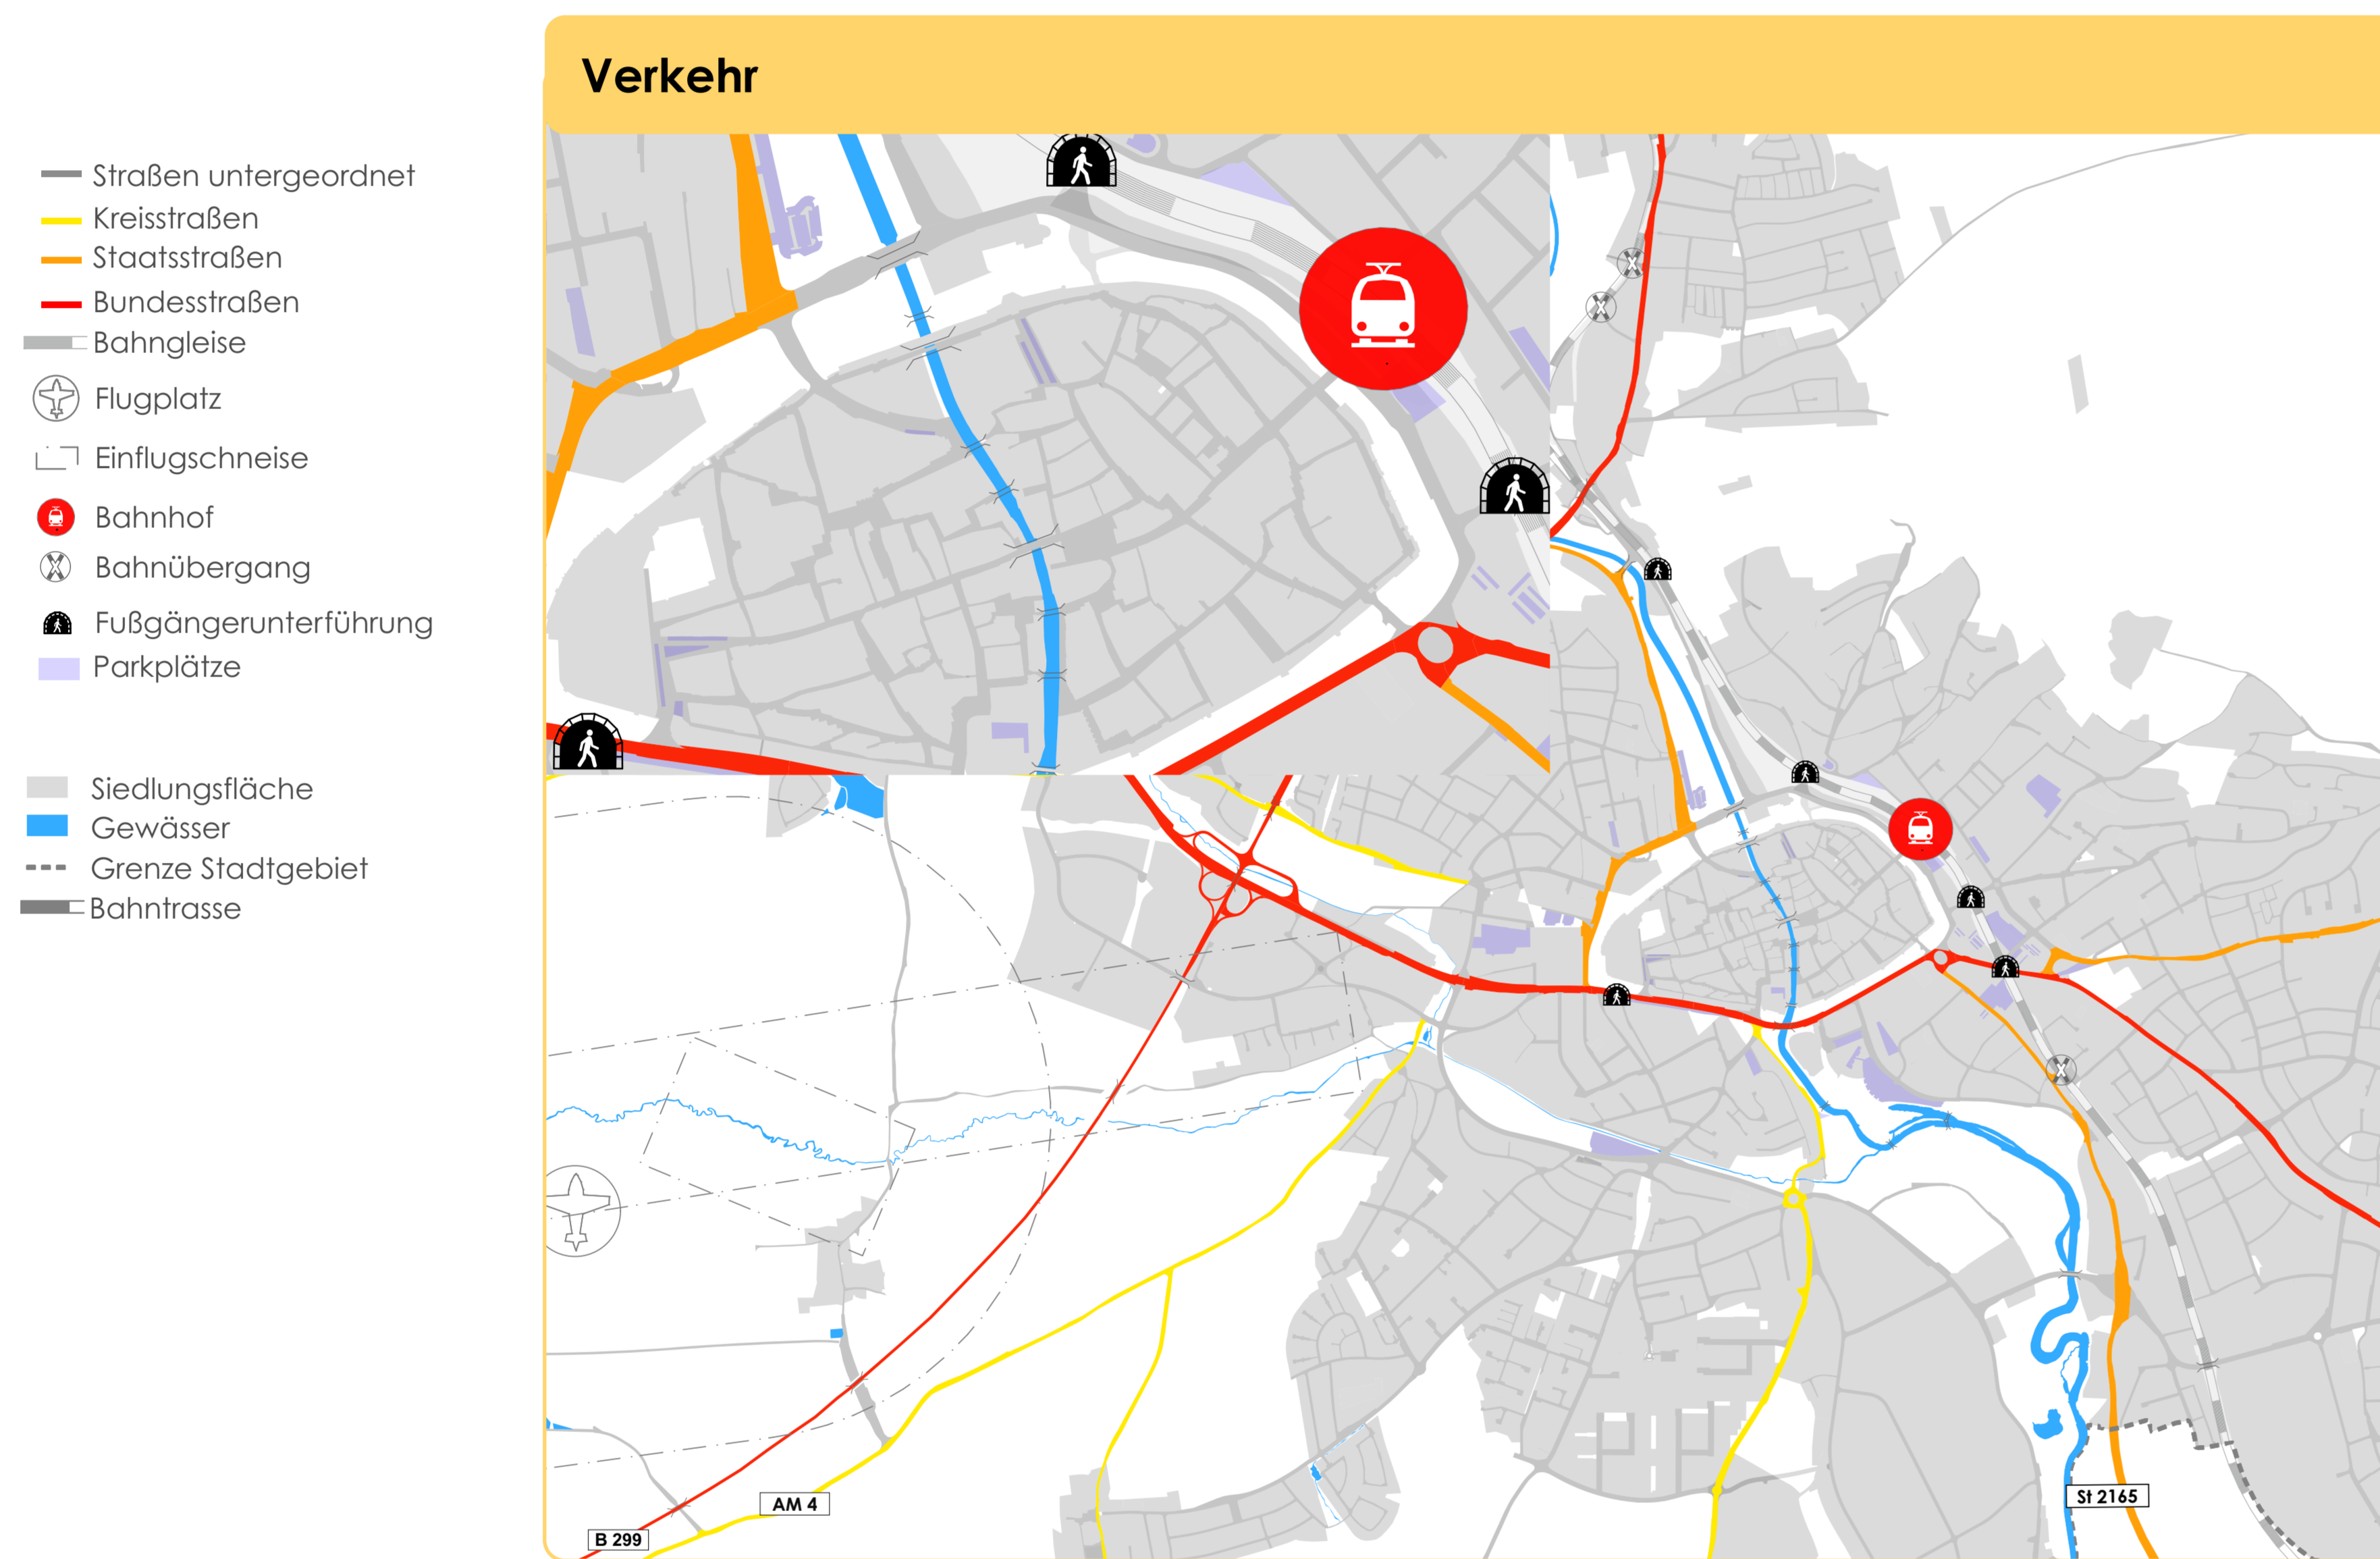 Verkehr
Straßen untergeordnet
Kreisstraßen
Staatsstraßen
Bundesstraßen
Bahngleise
Flugplatz
Einflugschneise
Bahnhof
Bahnübergang
Fußgängerunterführung
Parkplätze
Siedlungsfläche
Gewässer
Grenze Stadtgebiet
Bahntrasse
AM 4
B 299
St 2165